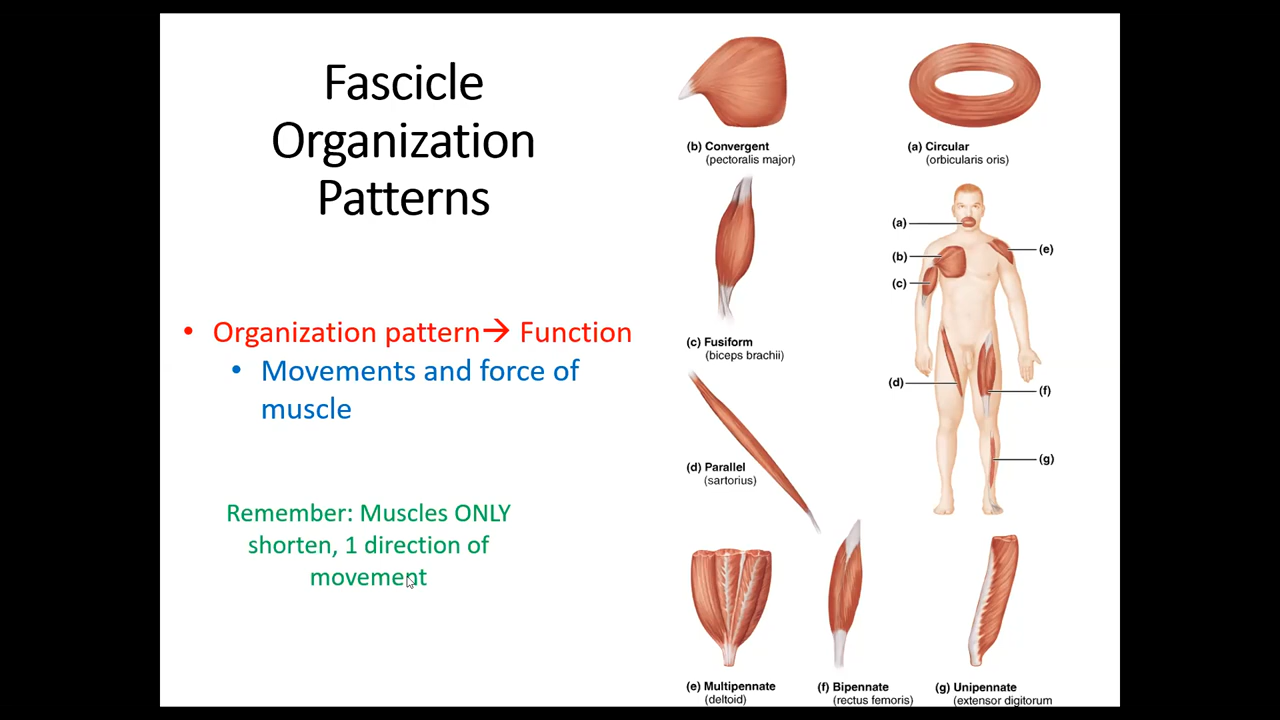 Fascicle
Organization
Patterns
• Organization pattern→ Function
• Movements and force of
muscle
Remember: Muscles ONLY
shorten, 1 direction of
movement
(b) Convergent
(pectoralis major)
(a) Circular
(orbicularis oris)
(c) Fusiform
(biceps brachii)
(d) Parallel
(sartorius)
(a)
(b)
(c)
(d)
(e)
(f)
(g)
(e) Multipennate
(deltoid)
(f) Bipennate
(rectus femoris)
(g) Unipennate
(extensor digitorum